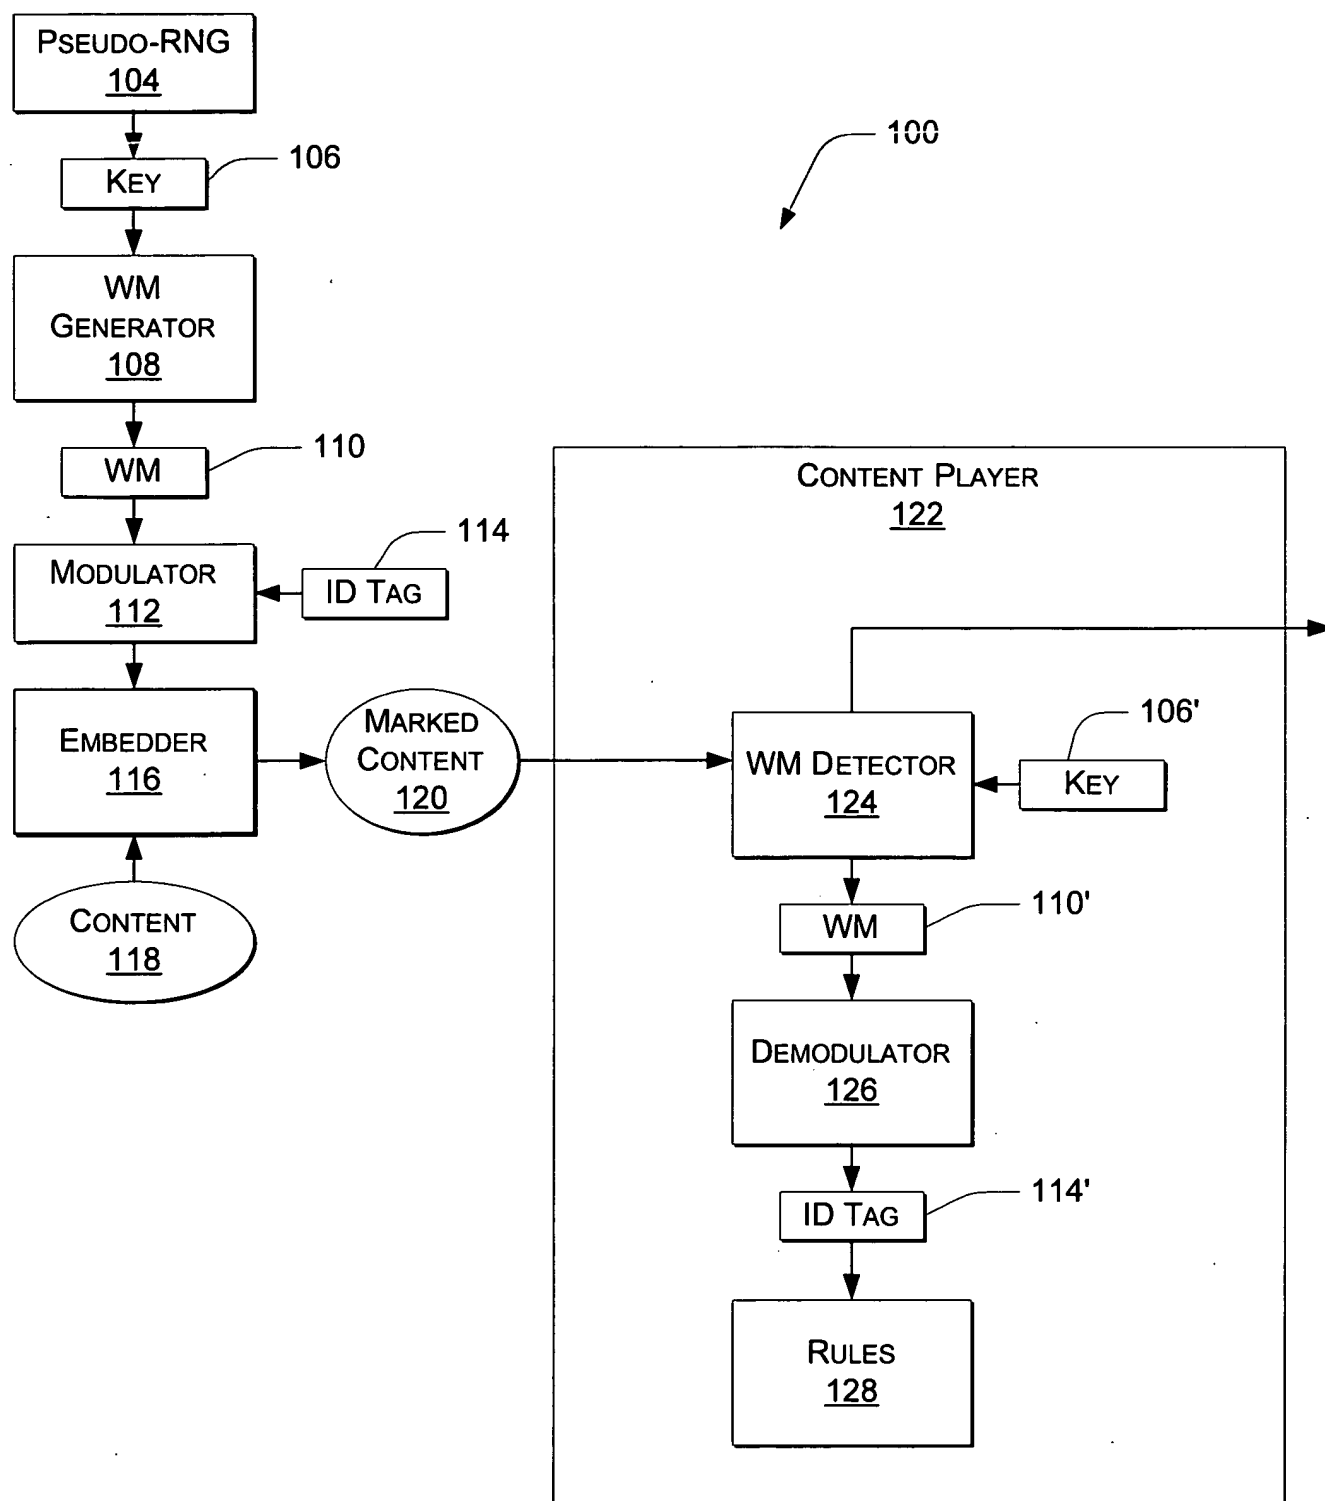 PSEUDO-RNG
104
100
106
KEY
WM
GENERATOR
108
110
WM
CONTENT PLAYER
122
114
MODULATOR
112
ID TAG
MARKED
CONTENT
120
106'
EMBEDDER
116
WM DETECTOR
124
KEY
CONTENT
118
110'
WM
DEMODULATOR
126
114'
ID TAG
RULES
128